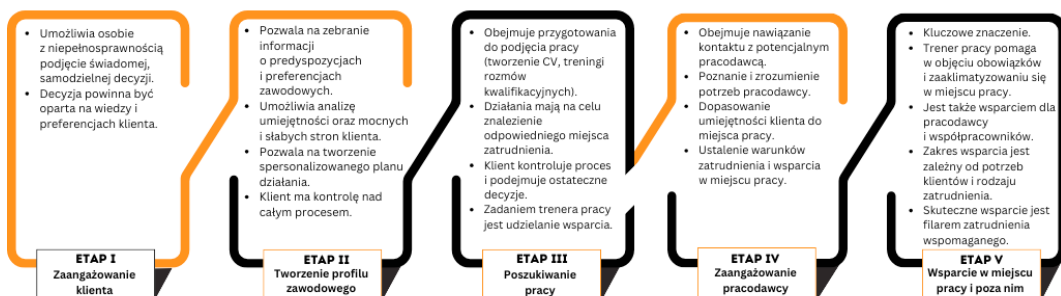 • Umożliwia osobie
z niepełnosprawnością
podjęcie świadomej,
samodzielnej decyzji.
• Decyzja powinna być
oparta na wiedzy i
preferencjach klienta.
ETAP I
Zaangażowanie
klienta
• Pozwala na zebranie
informacji
o predyspozycjach
i preferencjach
zawodowych.
• Umożliwia analizę
umiejętności oraz mocnych
i słabych stron klienta.
• Pozwala na tworzenie
spersonalizowanego planu
działania.
• Klient ma kontrolę nad
całym procesem.
ETAP II
Tworzenie profilu
zawodowego
• Obejmuje przygotowania
do podjęcia pracy
(tworzenie CV, treningi
rozmów
kwalifikacyjnych).
• Działania mają na celu
znalezienie
odpowiedniego miejsca
zatrudnienia.
• Klient kontroluje proces
i podejmuje ostateczne
decyzje.
• Zadaniem trenera pracy
jest udzielanie wsparcia.
ETAP III
Poszukiwanie
pracy
• Obejmuje nawiązanie
kontaktu z potencjalnym
pracodawcą.
• Poznanie i zrozumienie
potrzeb pracodawcy.
• Dopasowanie
umiejętności klienta do
miejsca pracy.
• Ustalenie warunków
zatrudnienia i wsparcia
w miejscu pracy.
ETAP IV
Zaangażowanie
pracodawcy
• Kluczowe znaczenie.
• Trener pracy pomaga
w objęciu obowiązków
i zaaklimatyzowaniu się
w miejscu pracy.
• Jest także wsparciem dla
pracodawcy
i współpracowników.
• Zakres wsparcia jest
zależny od potrzeb
klientów i rodzaju
zatrudnienia.
• Skuteczne wsparcie jest
filarem zatrudnienia
wspomaganego.
ETAP V
Wsparcie w miejscu
pracy i poza nim